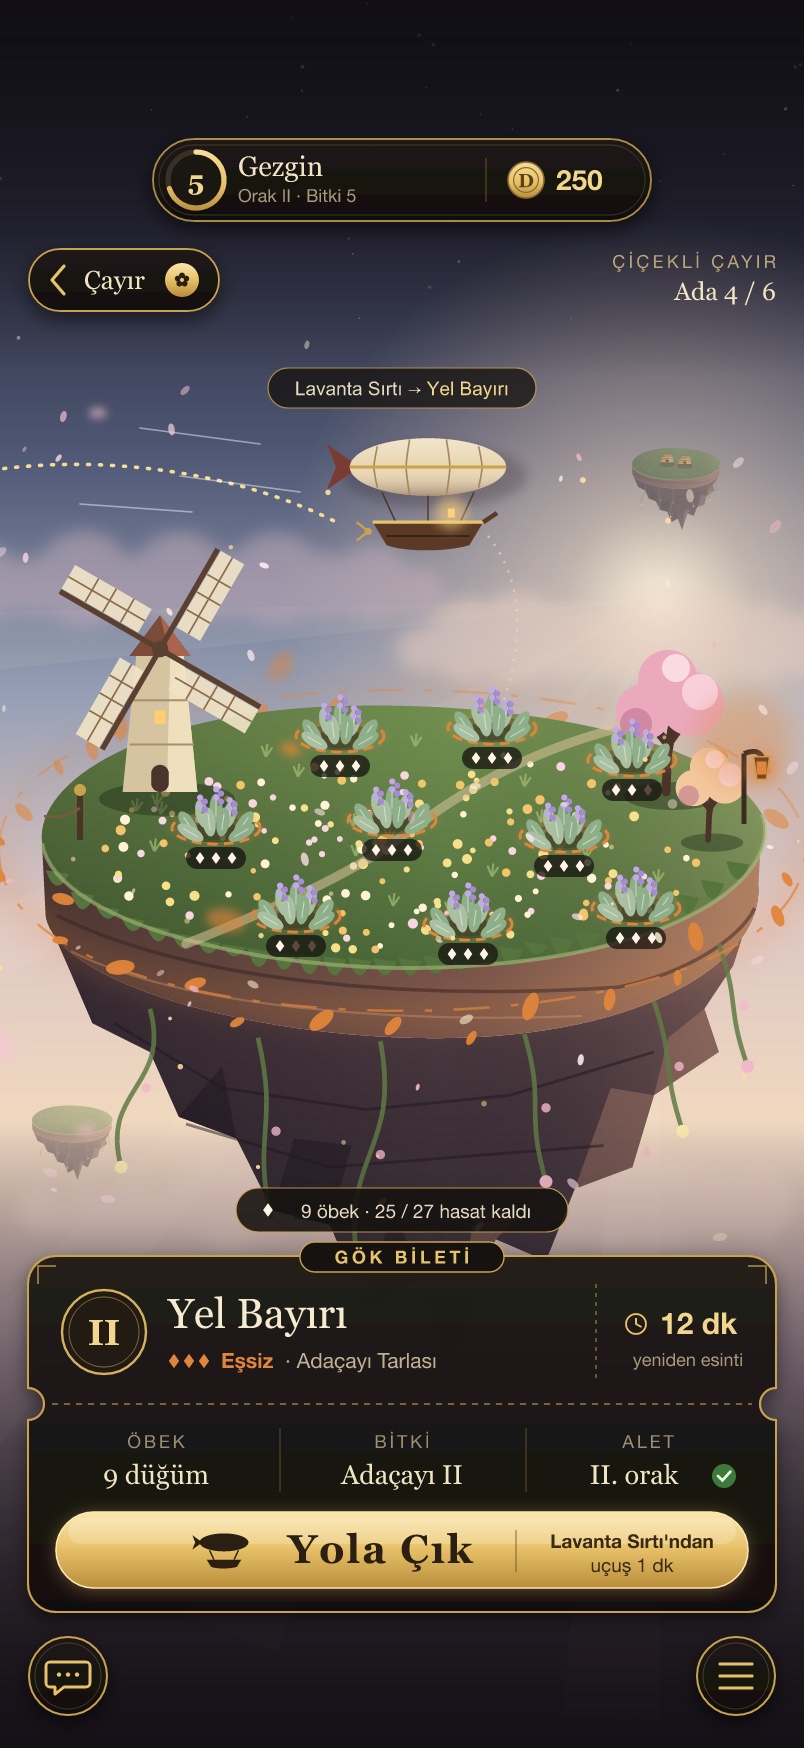 5
Gezgin
Orak II · Bitki 5
D
250
Çayır
ÇİÇEKLİ ÇAYIR
Ada 4 / 6
Lavanta Sırtı → Yel Bayırı
9 öbek · 25 / 27 hasat kaldı
GÖK BİLETİ
II
Yel Bayırı
Eşsiz · Adaçayı Tarlası
12 dk
yeniden esinti
ÖBEK
9 düğüm
BİTKİ
Adaçayı II
ALET
II. orak
Yola Çık
Lavanta Sırtı'ndan
uçuş 1 dk